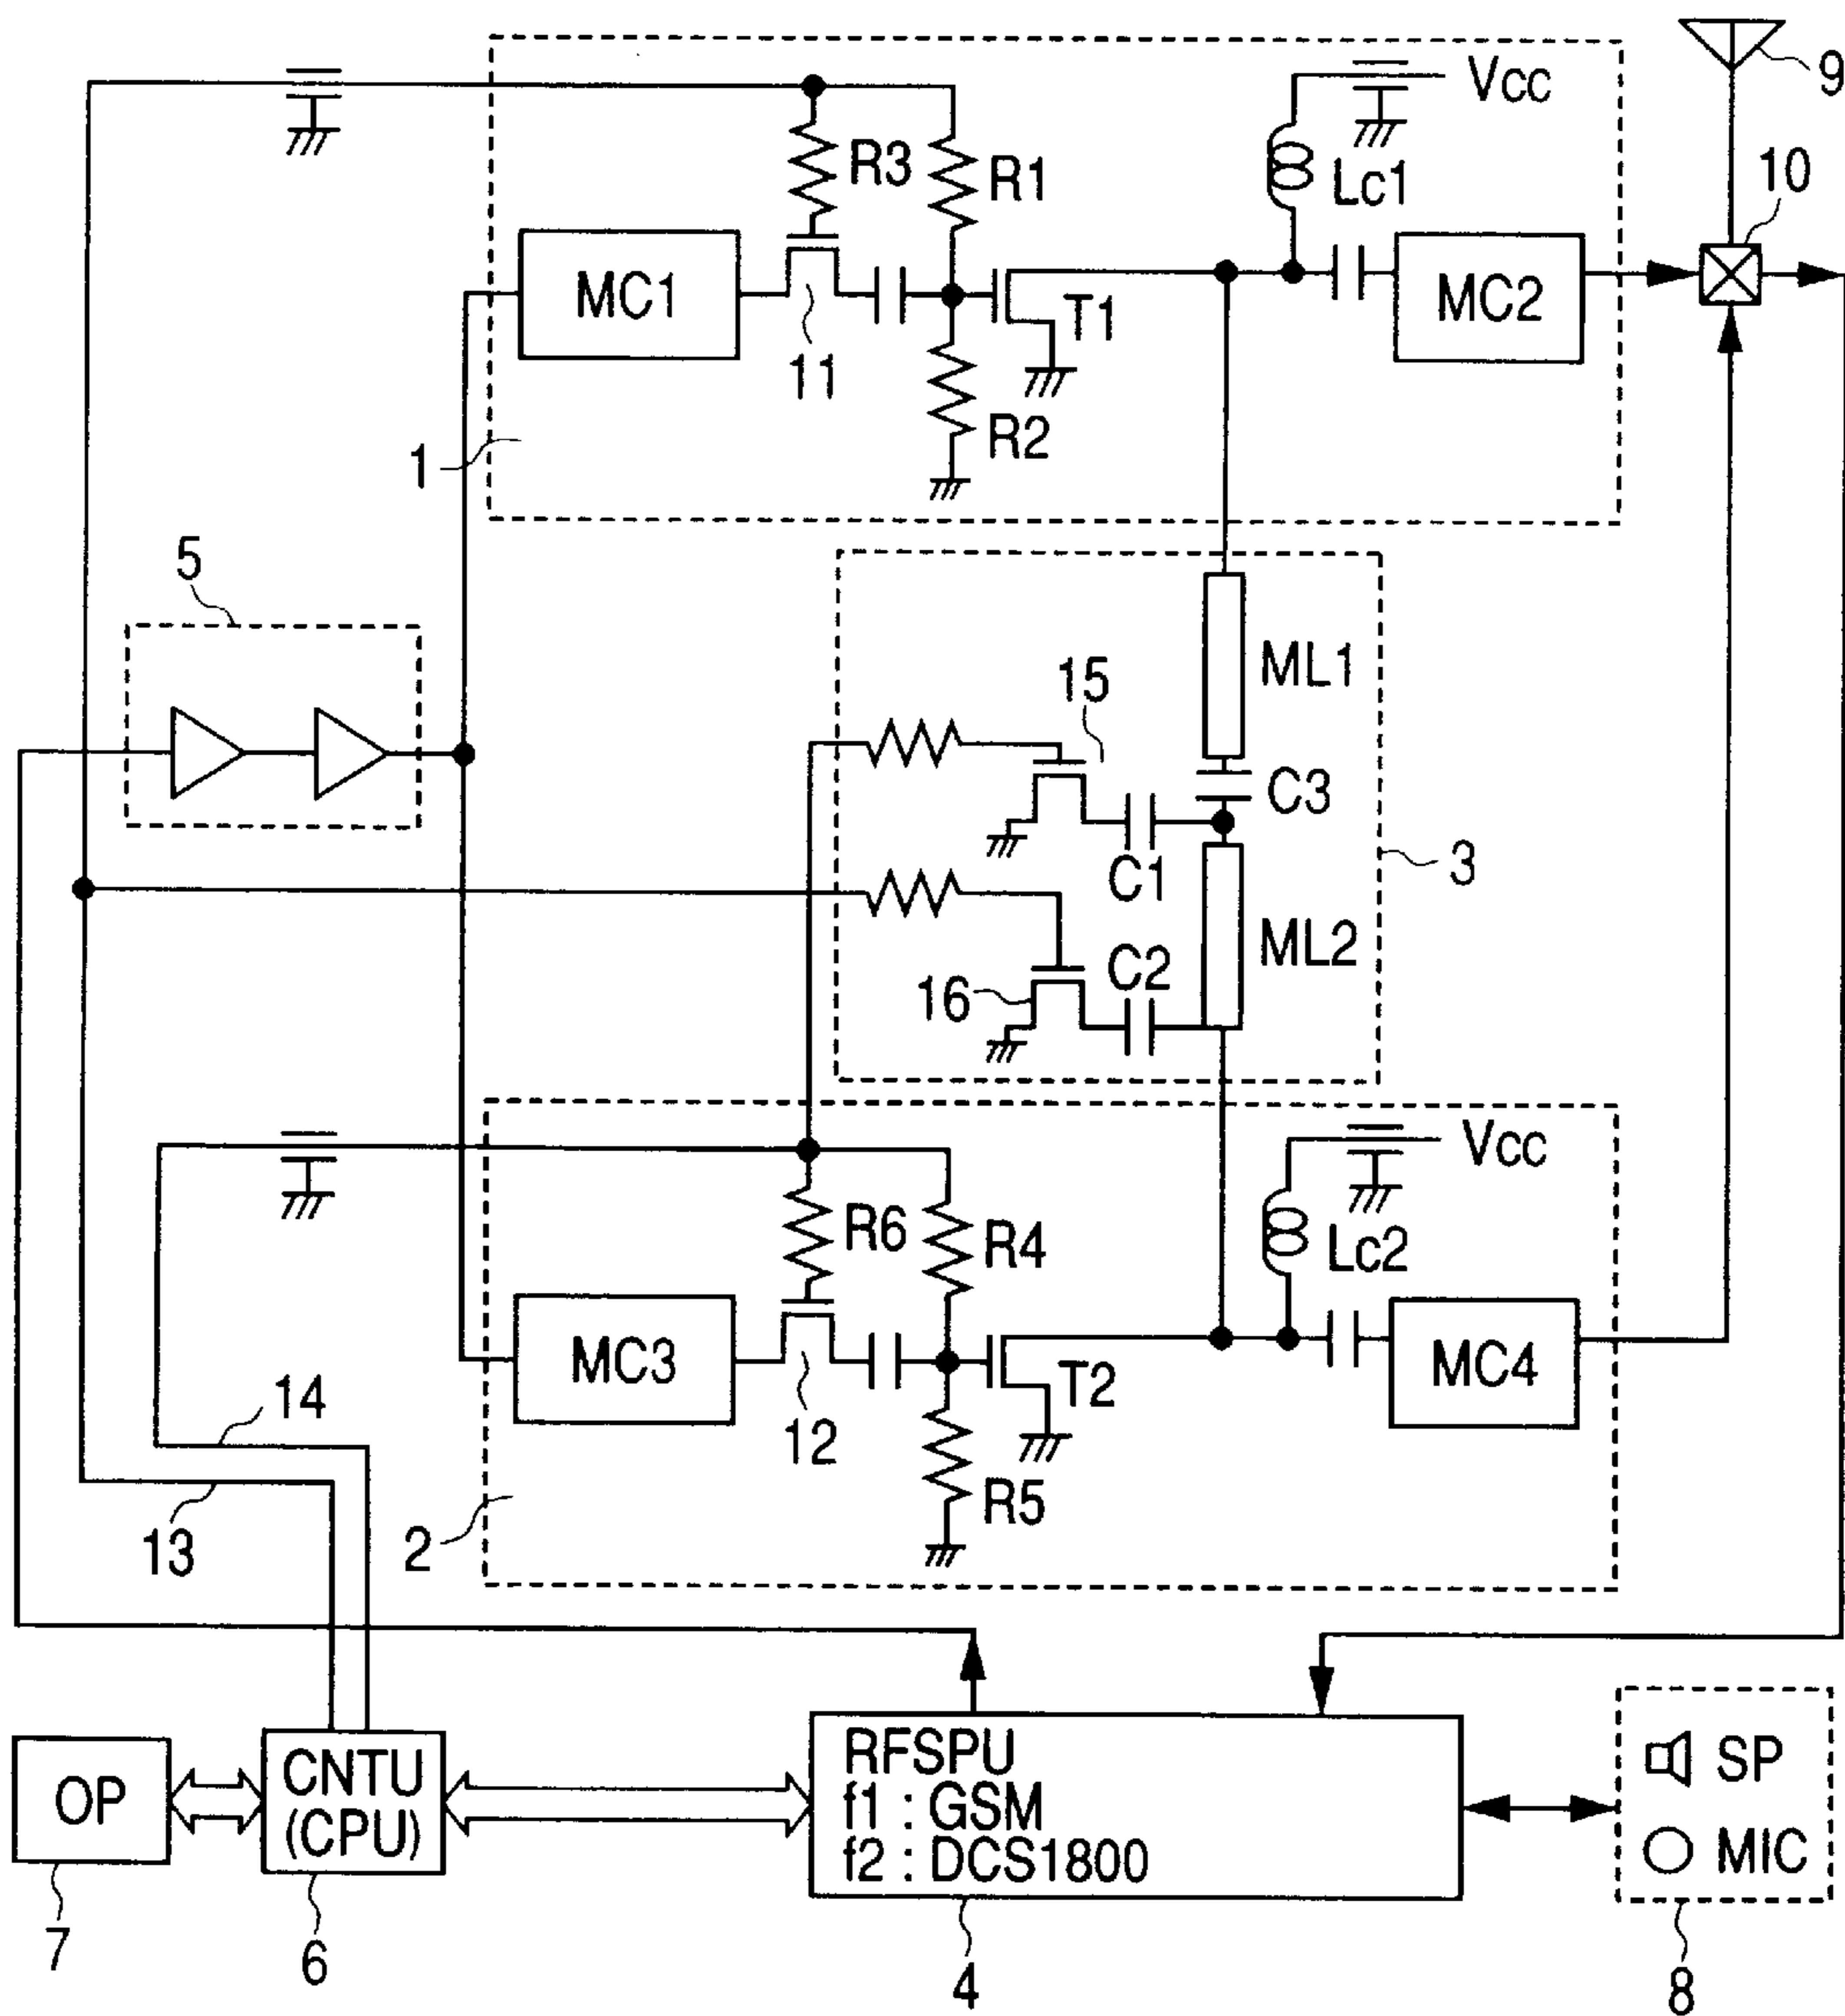 9
VCC
10
R3
R1
LC1
MC1
11
T1
MC2
R2
1
5
ML1
15
C3
C1
3
ML2
C2
16
VCC
R6
R4
LC2
MC3
12
T2
MC4
14
R5
13
2
OP
CNTU
(CPU)
RFSPU
f1 : GSM
f2 : DCS1800
SP
MIC
7
6
4
8